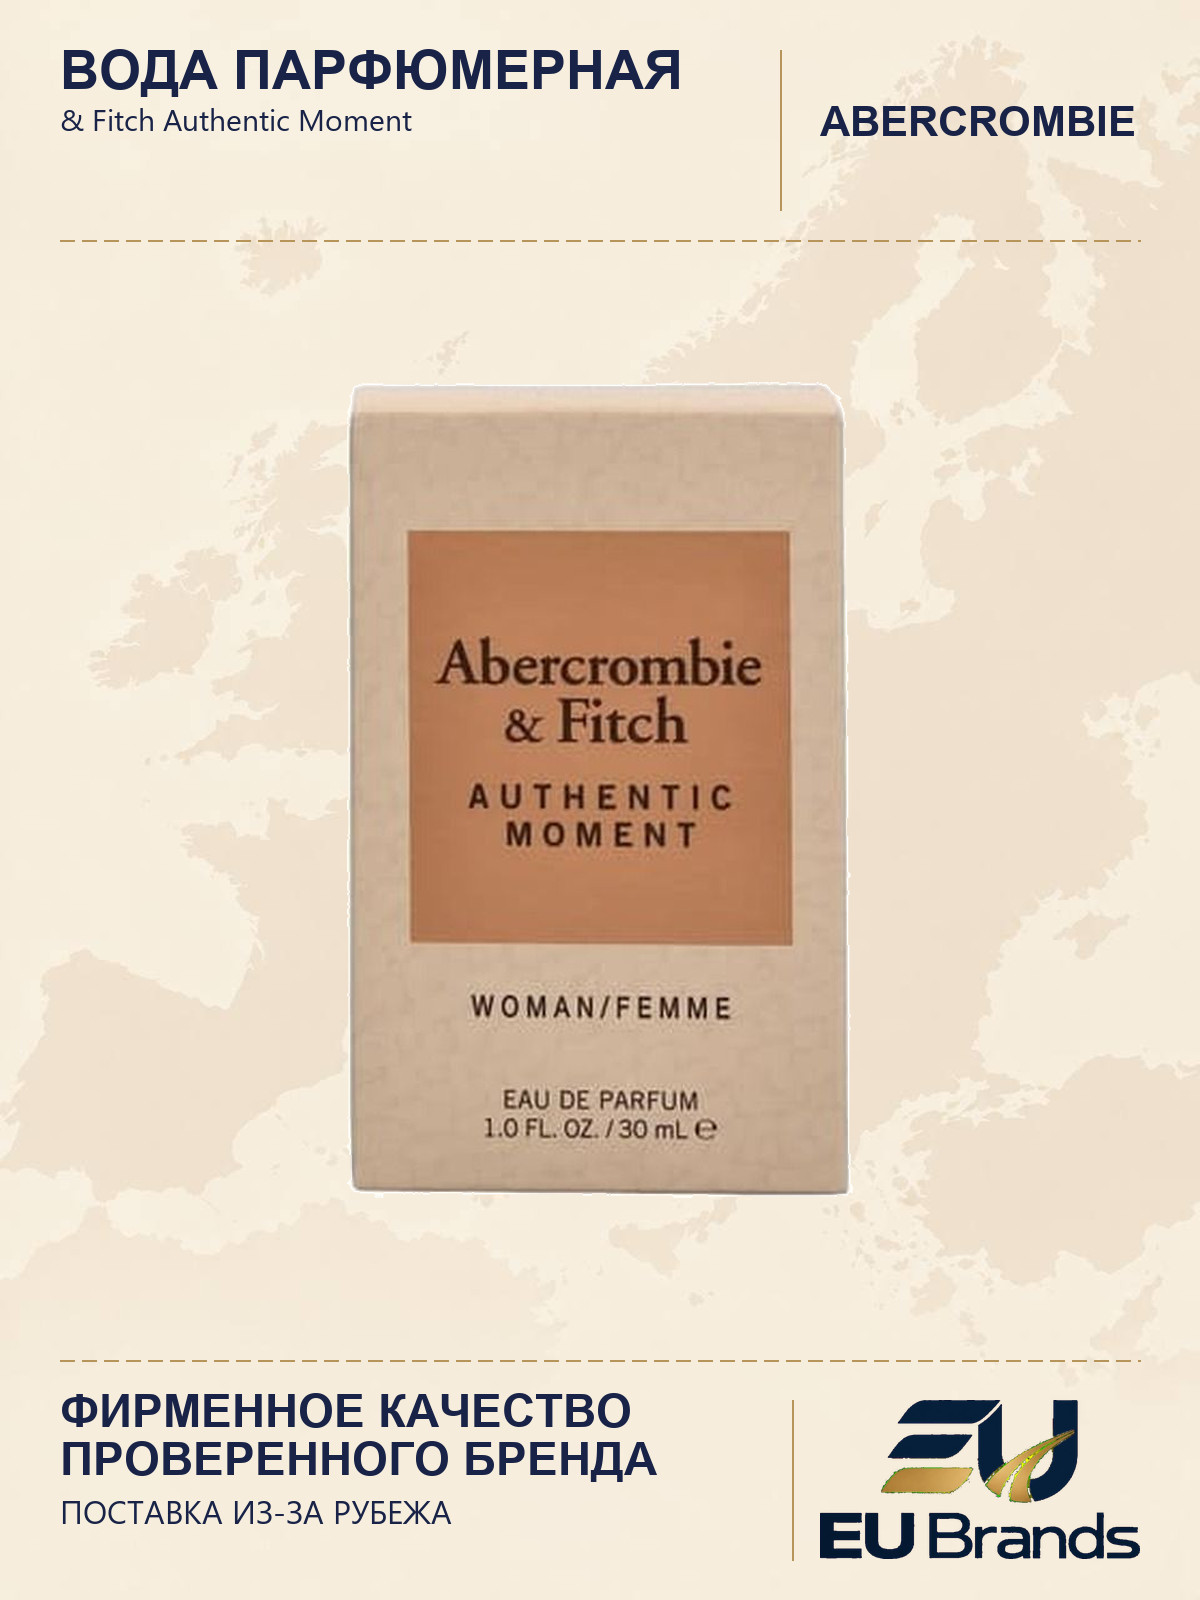 ВОДА ПАРФЮМЕРНАЯ
& Fitch Authentic Moment
ABERCROMBIE
Abercrombie
& Fitch
AUTHENTIC
MOMENT
WOMAN/FEMME
EAU DE PARFUM
1.0 FL. OZ. / 30 mL ℮
ФИРМЕННОЕ КАЧЕСТВО
ПРОВЕРЕННОГО БРЕНДА
ПОСТАВКА ИЗ-ЗА РУБЕЖА
EU
EU Brands